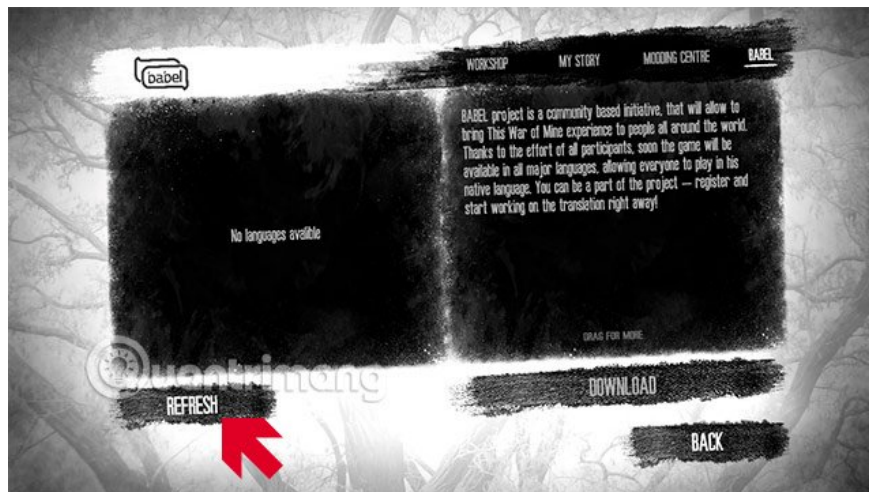 babel
WORKSHOP
MY STORY
MODDING CENTRE
BABEL
BABEL project is a community based initiative, that will allow to
bring This War of Mine experience to people all around the world.
Thanks to the effort of all participants, soon the game will be
available in all major languages, allowing everyone to play in his
native language. You can be a part of the project — register and
start working on the translation right away!
No languages avalible
DRAG FOR MORE
Quantrimang
REFRESH
DOWNLOAD
BACK